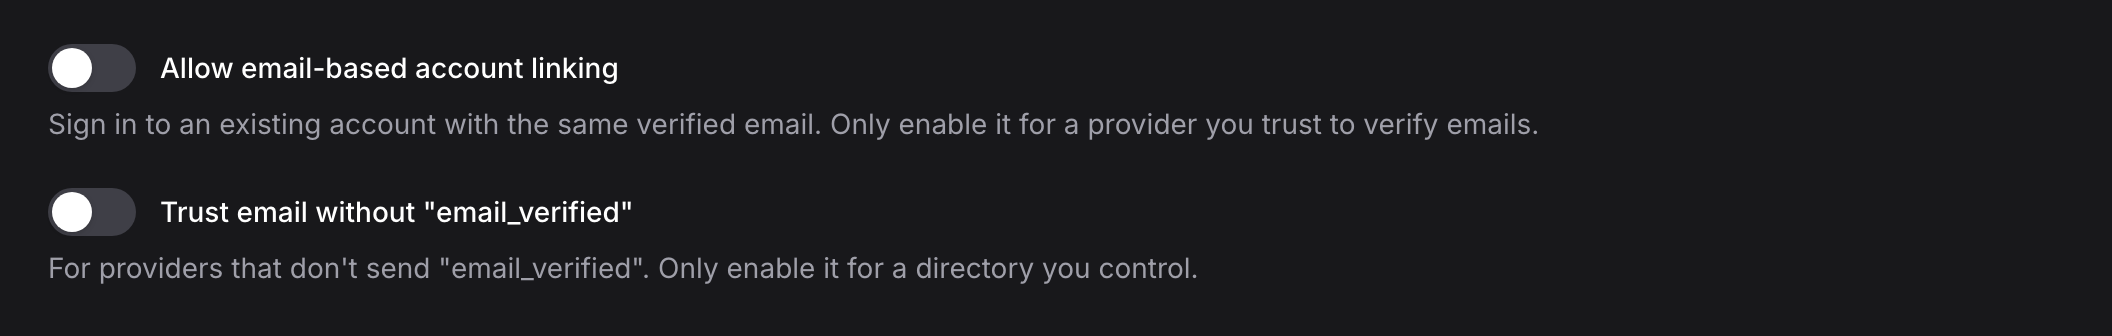 Allow email-based account linking
Sign in to an existing account with the same verified email. Only enable it for a provider you trust to verify emails.
Trust email without "email_verified"
For providers that don't send "email_verified". Only enable it for a directory you control.